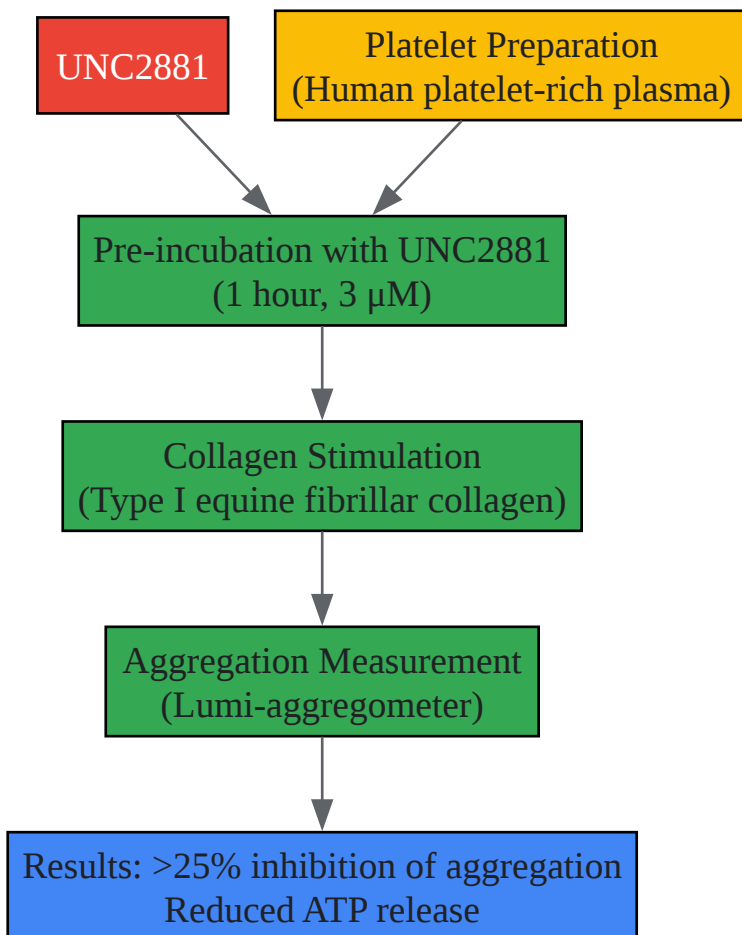 UNC2881
Platelet Preparation
(Human platelet-rich plasma)
Pre-incubation with UNC2881
(1 hour, 3 μM)
Collagen Stimulation
(Type I equine fibrillar collagen)
Aggregation Measurement
(Lumi-aggregometer)
Results: >25% inhibition of aggregation
Reduced ATP release